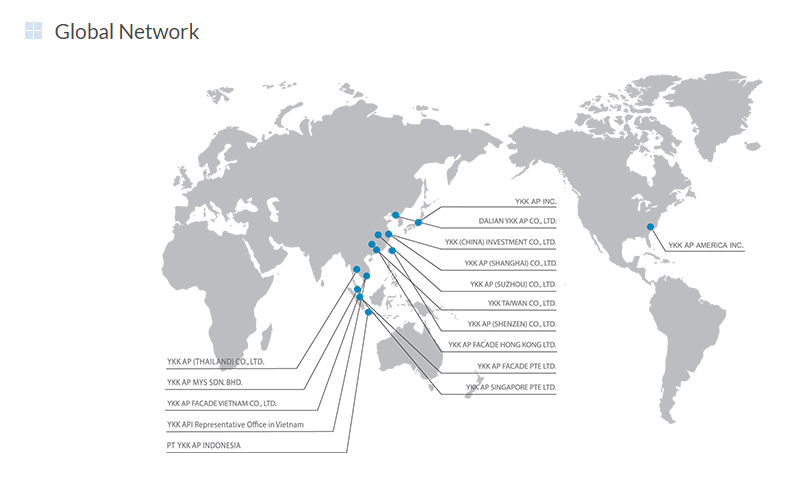 Global Network
YKK AP INC.
DALIAN YKK AP CO., LTD.
YKK (CHINA) INVESTMENT CO., LTD.
YKK AP (SHANGHAI) CO., LTD.
YKK AP (SUZHOU) CO., LTD.
YKK TAIWAN CO., LTD.
YKK AP (SHENZEN) CO., LTD.
YKK AP FACADE HONG KONG LTD.
YKK AP FACADE PTE LTD.
YKK AP SINGAPORE PTE LTD.
YKK AP AMERICA INC.
YKK AP (THAILAND) CO., LTD.
YKK AP MYS SDN. BHD.
YKK AP FACADE VIETNAM CO., LTD.
YKK API Representative Office in Vietnam
PT YKK AP INDONESIA